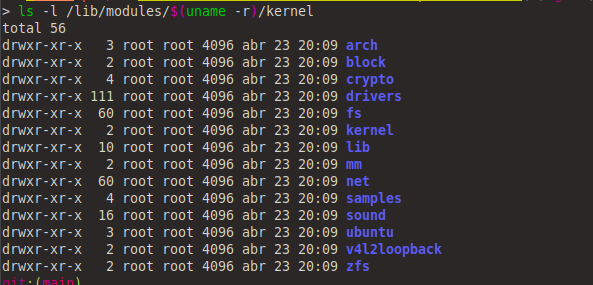 > ls -l /lib/modules/$(uname -r)/kernel
total 56
drwxr-xr-x   3 root root 4096 abr 23 20:09 arch
drwxr-xr-x   2 root root 4096 abr 23 20:09 block
drwxr-xr-x   4 root root 4096 abr 23 20:09 crypto
drwxr-xr-x 111 root root 4096 abr 23 20:09 drivers
drwxr-xr-x  60 root root 4096 abr 23 20:09 fs
drwxr-xr-x   2 root root 4096 abr 23 20:09 kernel
drwxr-xr-x  10 root root 4096 abr 23 20:09 lib
drwxr-xr-x   2 root root 4096 abr 23 20:09 mm
drwxr-xr-x  60 root root 4096 abr 23 20:09 net
drwxr-xr-x   4 root root 4096 abr 23 20:09 samples
drwxr-xr-x  16 root root 4096 abr 23 20:09 sound
drwxr-xr-x   3 root root 4096 abr 23 20:09 ubuntu
drwxr-xr-x   2 root root 4096 abr 23 20:09 v4l2loopback
drwxr-xr-x   2 root root 4096 abr 23 20:09 zfs
git:(main)